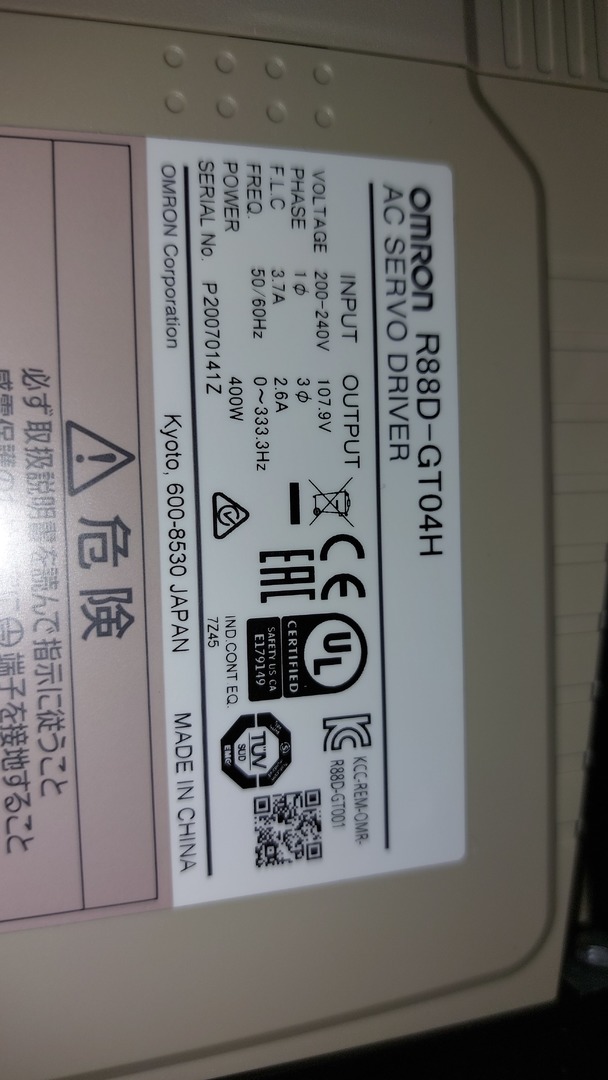 OMRON R88D-GT04H
AC SERVO DRIVER
INPUT OUTPUT
VOLTAGE 200-240V 107.9V
PHASE 1ϕ 3ϕ
F.L.C 3.7A 2.6A
FREQ. 50/60Hz 0～333.3Hz
POWER 400W
SERIAL No. P20070141Z
OMRON Corporation Kyoto, 600-8530 JAPAN MADE IN CHINA
CE
EAC
UL
CERTIFIED
SAFETY US CA
E179149
IND.CONT EQ.
7Z45
KCC-REM-OMR-
R88D-GT001
TÜV
SÜD
EMC
危険
必ず取扱説明書を読んで指示に従うこと
端子を接地すること